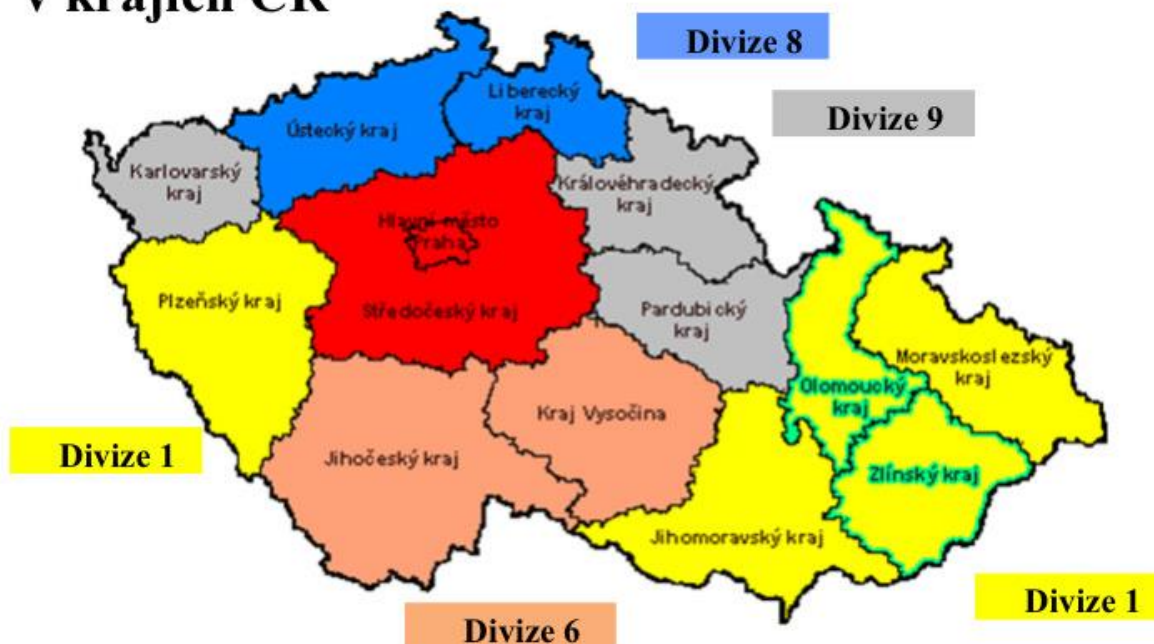 v krajích ČR
Divize 8
Liberecký
kraj
Ústecký kraj
Divize 9
Karlovarský
kraj
Královéhradecký
kraj
Hlavní město
Praha
Plzeňský kraj
Středočeský kraj
Pardubický
kraj
Moravskoslezský
kraj
Olomoucký
kraj
Kraj Vysočina
Divize 1
Jihočeský kraj
Zlínský kraj
Jihomoravský kraj
Divize 1
Divize 6